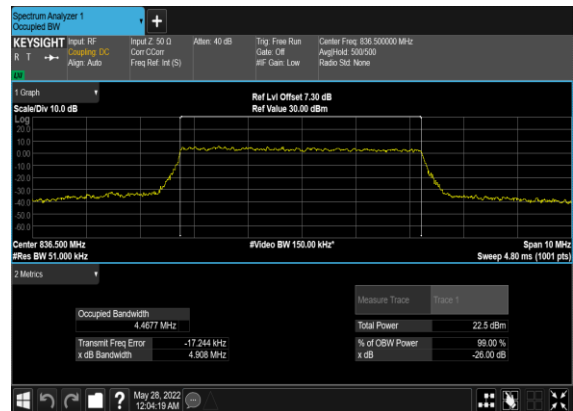 Spectrum Analyzer 1
Occupied BW
+
KEYSIGHT Input: RF Input Z: 50 Ω Atten: 40 dB Trig: Free Run Center Freq: 836.500000 MHz
R T Coupling: DC Corr CCorr Gate: Off Avg|Hold: 500/500
Align: Auto Freq Ref: Int (S) #IF Gain: Low Radio Std: None
LW
1 Graph
Ref Lvl Offset 7.30 dB
Scale/Div 10.0 dB Ref Value 30.00 dBm
Log
20.0
10.0
0.00
-10.0
-20.0
-30.0
-40.0
-50.0
-60.0
Center 836.500 MHz #Video BW 150.00 kHz* Span 10 MHz
#Res BW 51.000 kHz Sweep 4.80 ms (1001 pts)
2 Metrics
Measure Trace Trace 1
Occupied Bandwidth
4.4677 MHz Total Power 22.5 dBm
Transmit Freq Error -17.244 kHz % of OBW Power 99.00 %
x dB Bandwidth 4.908 MHz x dB -26.00 dB
? May 28, 2022
12:04:19 AM